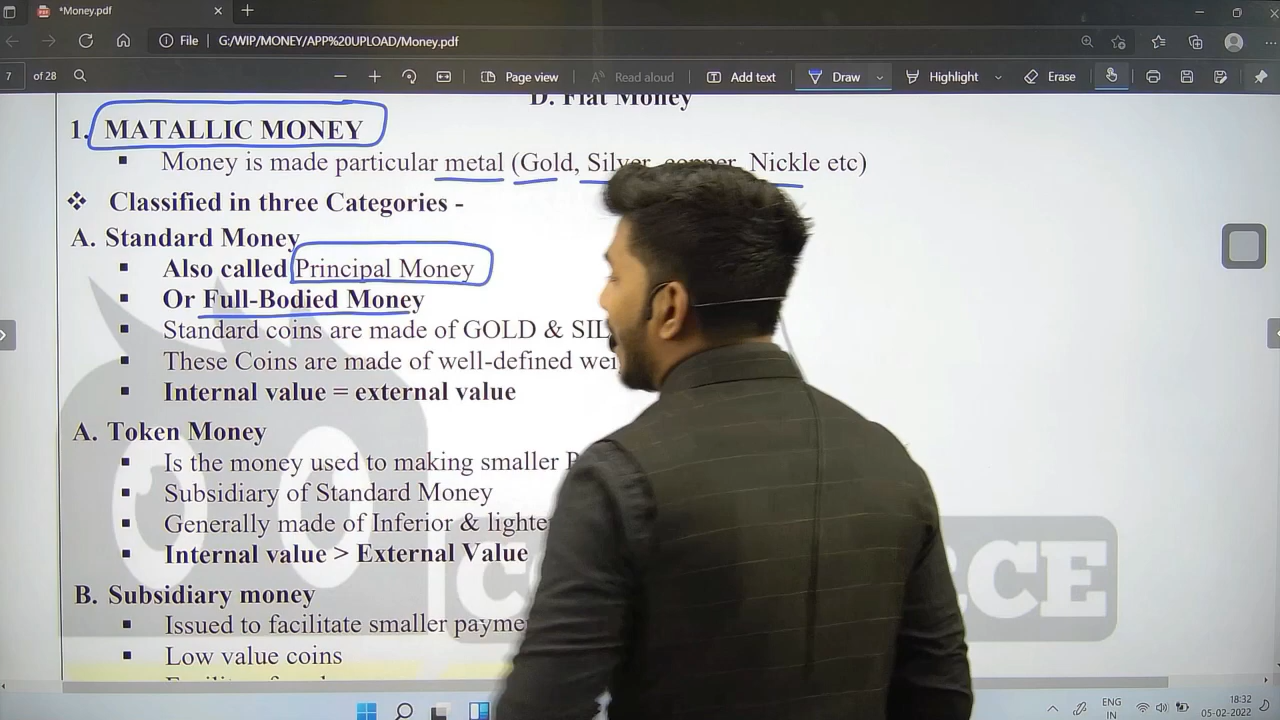 *Money.pdf
File G:/WIP/MONEY/APP%20UPLOAD/Money.pdf
7 of 28 Page view Read aloud Add text Draw Highlight Erase
D. Fiat Money
1. MATALLIC MONEY
Money is made particular metal (Gold, Silver, copper, Nickle etc)
Classified in three Categories -
A. Standard Money
Also called Principal Money
Or Full-Bodied Money
Standard coins are made of GOLD &
These Coins are made of well-defined
Internal value = external value
A. Token Money
Is the money used to making smaller
Subsidiary of Standard Money
Generally made of Inferior &
Internal value > External Value
B. Subsidiary money
Issued to facilitate smaller
Low value coins
ENG
IN
18:32
05-02-2022